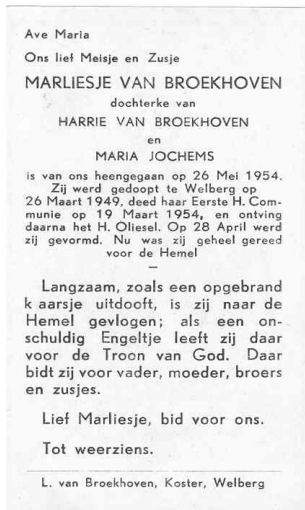 Ave Maria
Ons lief Meisje en Zusje
MARLIESJE VAN BROEKHOVEN
dochterke van
HARRIE VAN BROEKHOVEN
en
MARIA JOCHEMS
is van ons heengegaan op 26 Mei 1954.
Zij werd gedoopt te Welberg op
26 Maart 1949, deed haar Eerste H. Com-
munie op 19 Maart 1954, en ontving
daarna het H. Oliesel. Op 28 April werd
zij gevormd. Nu was zij geheel gereed
voor de Hemel
—
Langzaam, zoals een opgebrand
kaarsje uitdooft, is zij naar de
Hemel gevlogen; als een on-
schuldig Engeltje leeft zij daar
voor de Troon van God. Daar
bidt zij voor vader, moeder, broers
en zusjes.
Lief Marliesje, bid voor ons.
Tot weerziens.
L. van Broekhoven, Koster, Welberg